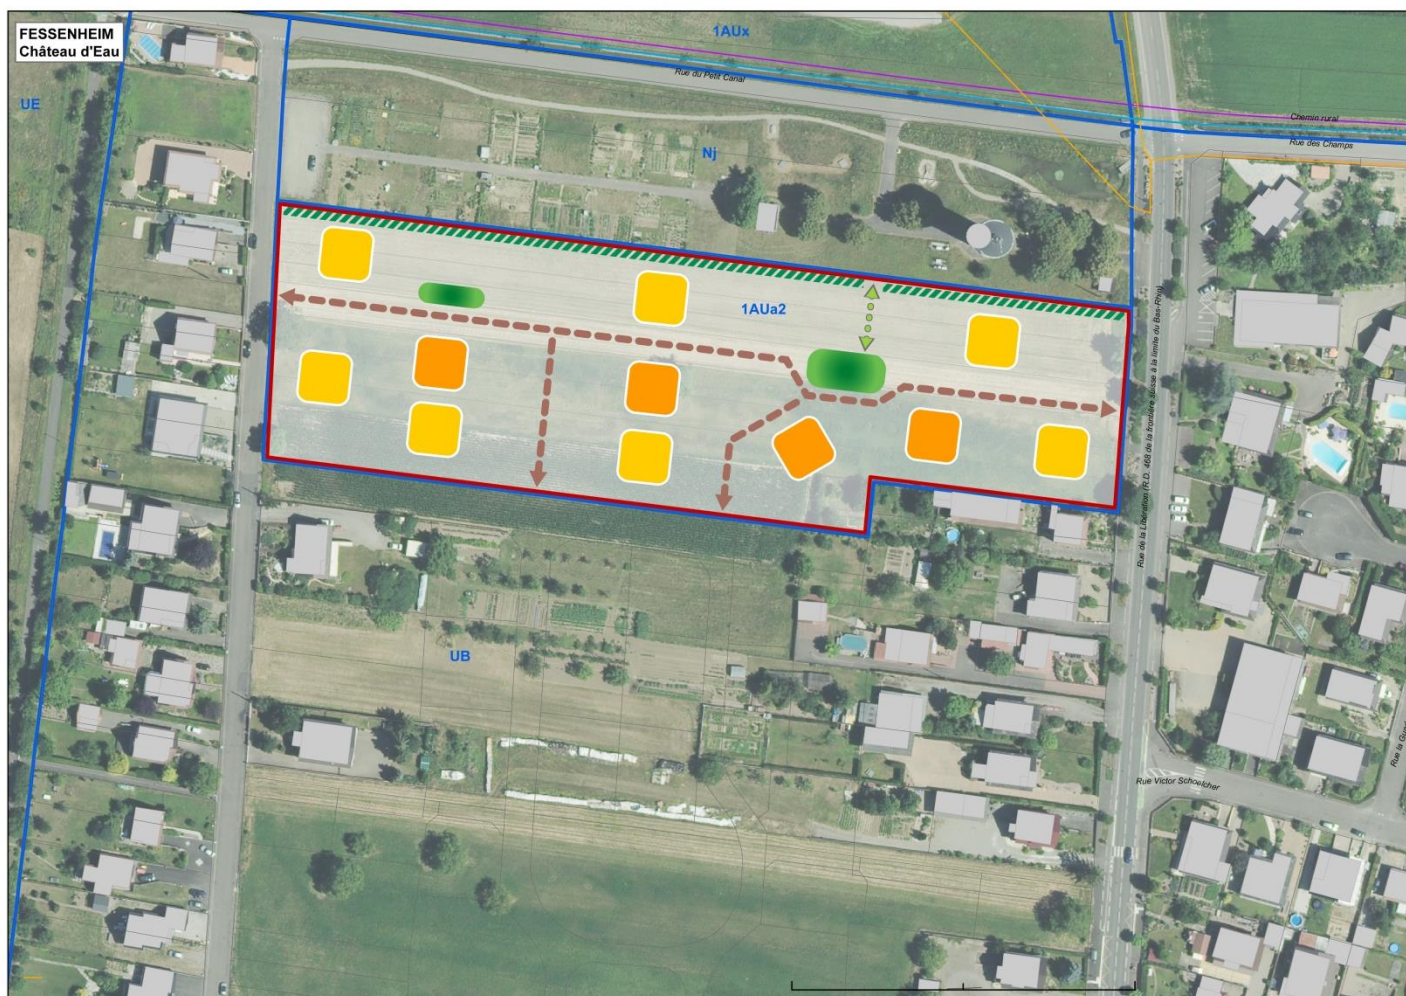 FESSENHEIM
Château d'Eau
1AUx
Rue du Petit Canal
UE
Chemin rural
Rue des Champs
Nj
1AUa2
Rue de la Libération (R.D. 468 de la frontière suisse à la limite du Bas-Rhin)
UB
Rue Victor Schoelcher